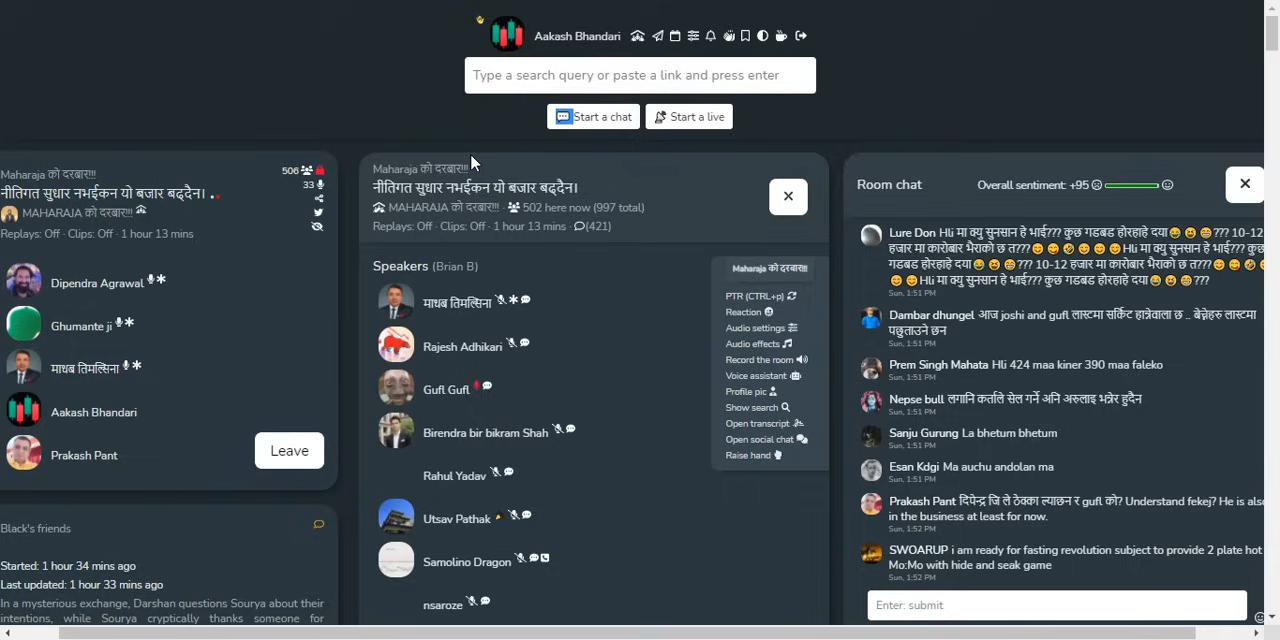 Aakash Bhandari
Type a search query or paste a link and press enter
Start a chat
Start a live
Maharaja को दरबार!!!
506
नीतिगत सुधार नभईकन यो बजार बढ्दैन। ..
33
MAHARAJA को दरबार!!!
Replays: Off · Clips: Off · 1 hour 13 mins
Dipendra Agrawal
Ghumante ji
माधव तिमल्सिना
Aakash Bhandari
Prakash Pant
Leave
Black's friends
Started: 1 hour 34 mins ago
Last updated: 1 hour 33 mins ago
In a mysterious exchange, Darshan questions Sourya about their
intentions, while Sourya cryptically thanks someone for
Maharaja को दरबार!!!
नीतिगत सुधार नभईकन यो बजार बढ्दैन।
MAHARAJA को दरबार!!! · 502 here now (997 total)
Replays: Off · Clips: Off · 1 hour 13 mins · (421)
Speakers (Brian B)
माधव तिमल्सिना
Rajesh Adhikari
Gufl Gufl
Birendra bir bikram Shah
Rahul Yadav
Utsav Pathak
Samolino Dragon
nsaroze
Maharaja को दरबार!!!
PTR (CTRL+p)
Reaction
Audio settings
Audio effects
Record the room
Voice assistant
Profile pic
Show search
Open transcript
Open social chat
Raise hand
Room chat
Overall sentiment: +95
Lure Don Hli मा क्यु सुनसान हे भाई??? कुछ गडबड होरहाहे दया😂😆😁??? 10-12
हजार मा कारोबार भैराको छ त???😊😋🤣😊😊😊Hli मा क्यु सुनसान हे भाई??? कुछ
गडबड होरहाहे दया😂😆😁??? 10-12 हजार मा कारोबार भैराको छ त???😊😋🤣😊
😊😊Hli मा क्यु सुनसान हे भाई??? कुछ गडबड होरहाहे दया😂😆😁???
Sun, 1:51 PM
Dambar dhungel आज joshi and gufl लास्टमा सर्किट हान्नेवाला छ .. बेच्नेहरु लास्टमा
पछुताउने छन
Sun, 1:51 PM
Prem Singh Mahata Hli 424 maa kiner 390 maa faleko
Sun, 1:51 PM
Nepse bull लगानि कर्ताले सेल गर्ने अनि अरुलाइ भन्नेर हुदैन
Sun, 1:51 PM
Sanju Gurung La bhetum bhetum
Sun, 1:51 PM
Esan Kdgi Ma auchu andolan ma
Sun, 1:51 PM
Prakash Pant दिपेन्द्र जि ले ठेक्का ल्याछन र gufl को? Understand fekej? He is also
in the business at least for now.
Sun, 1:52 PM
SWOARUP i am ready for fasting revolution subject to provide 2 plate hot
Mo:Mo with hide and seak game
Sun, 1:52 PM
Enter: submit